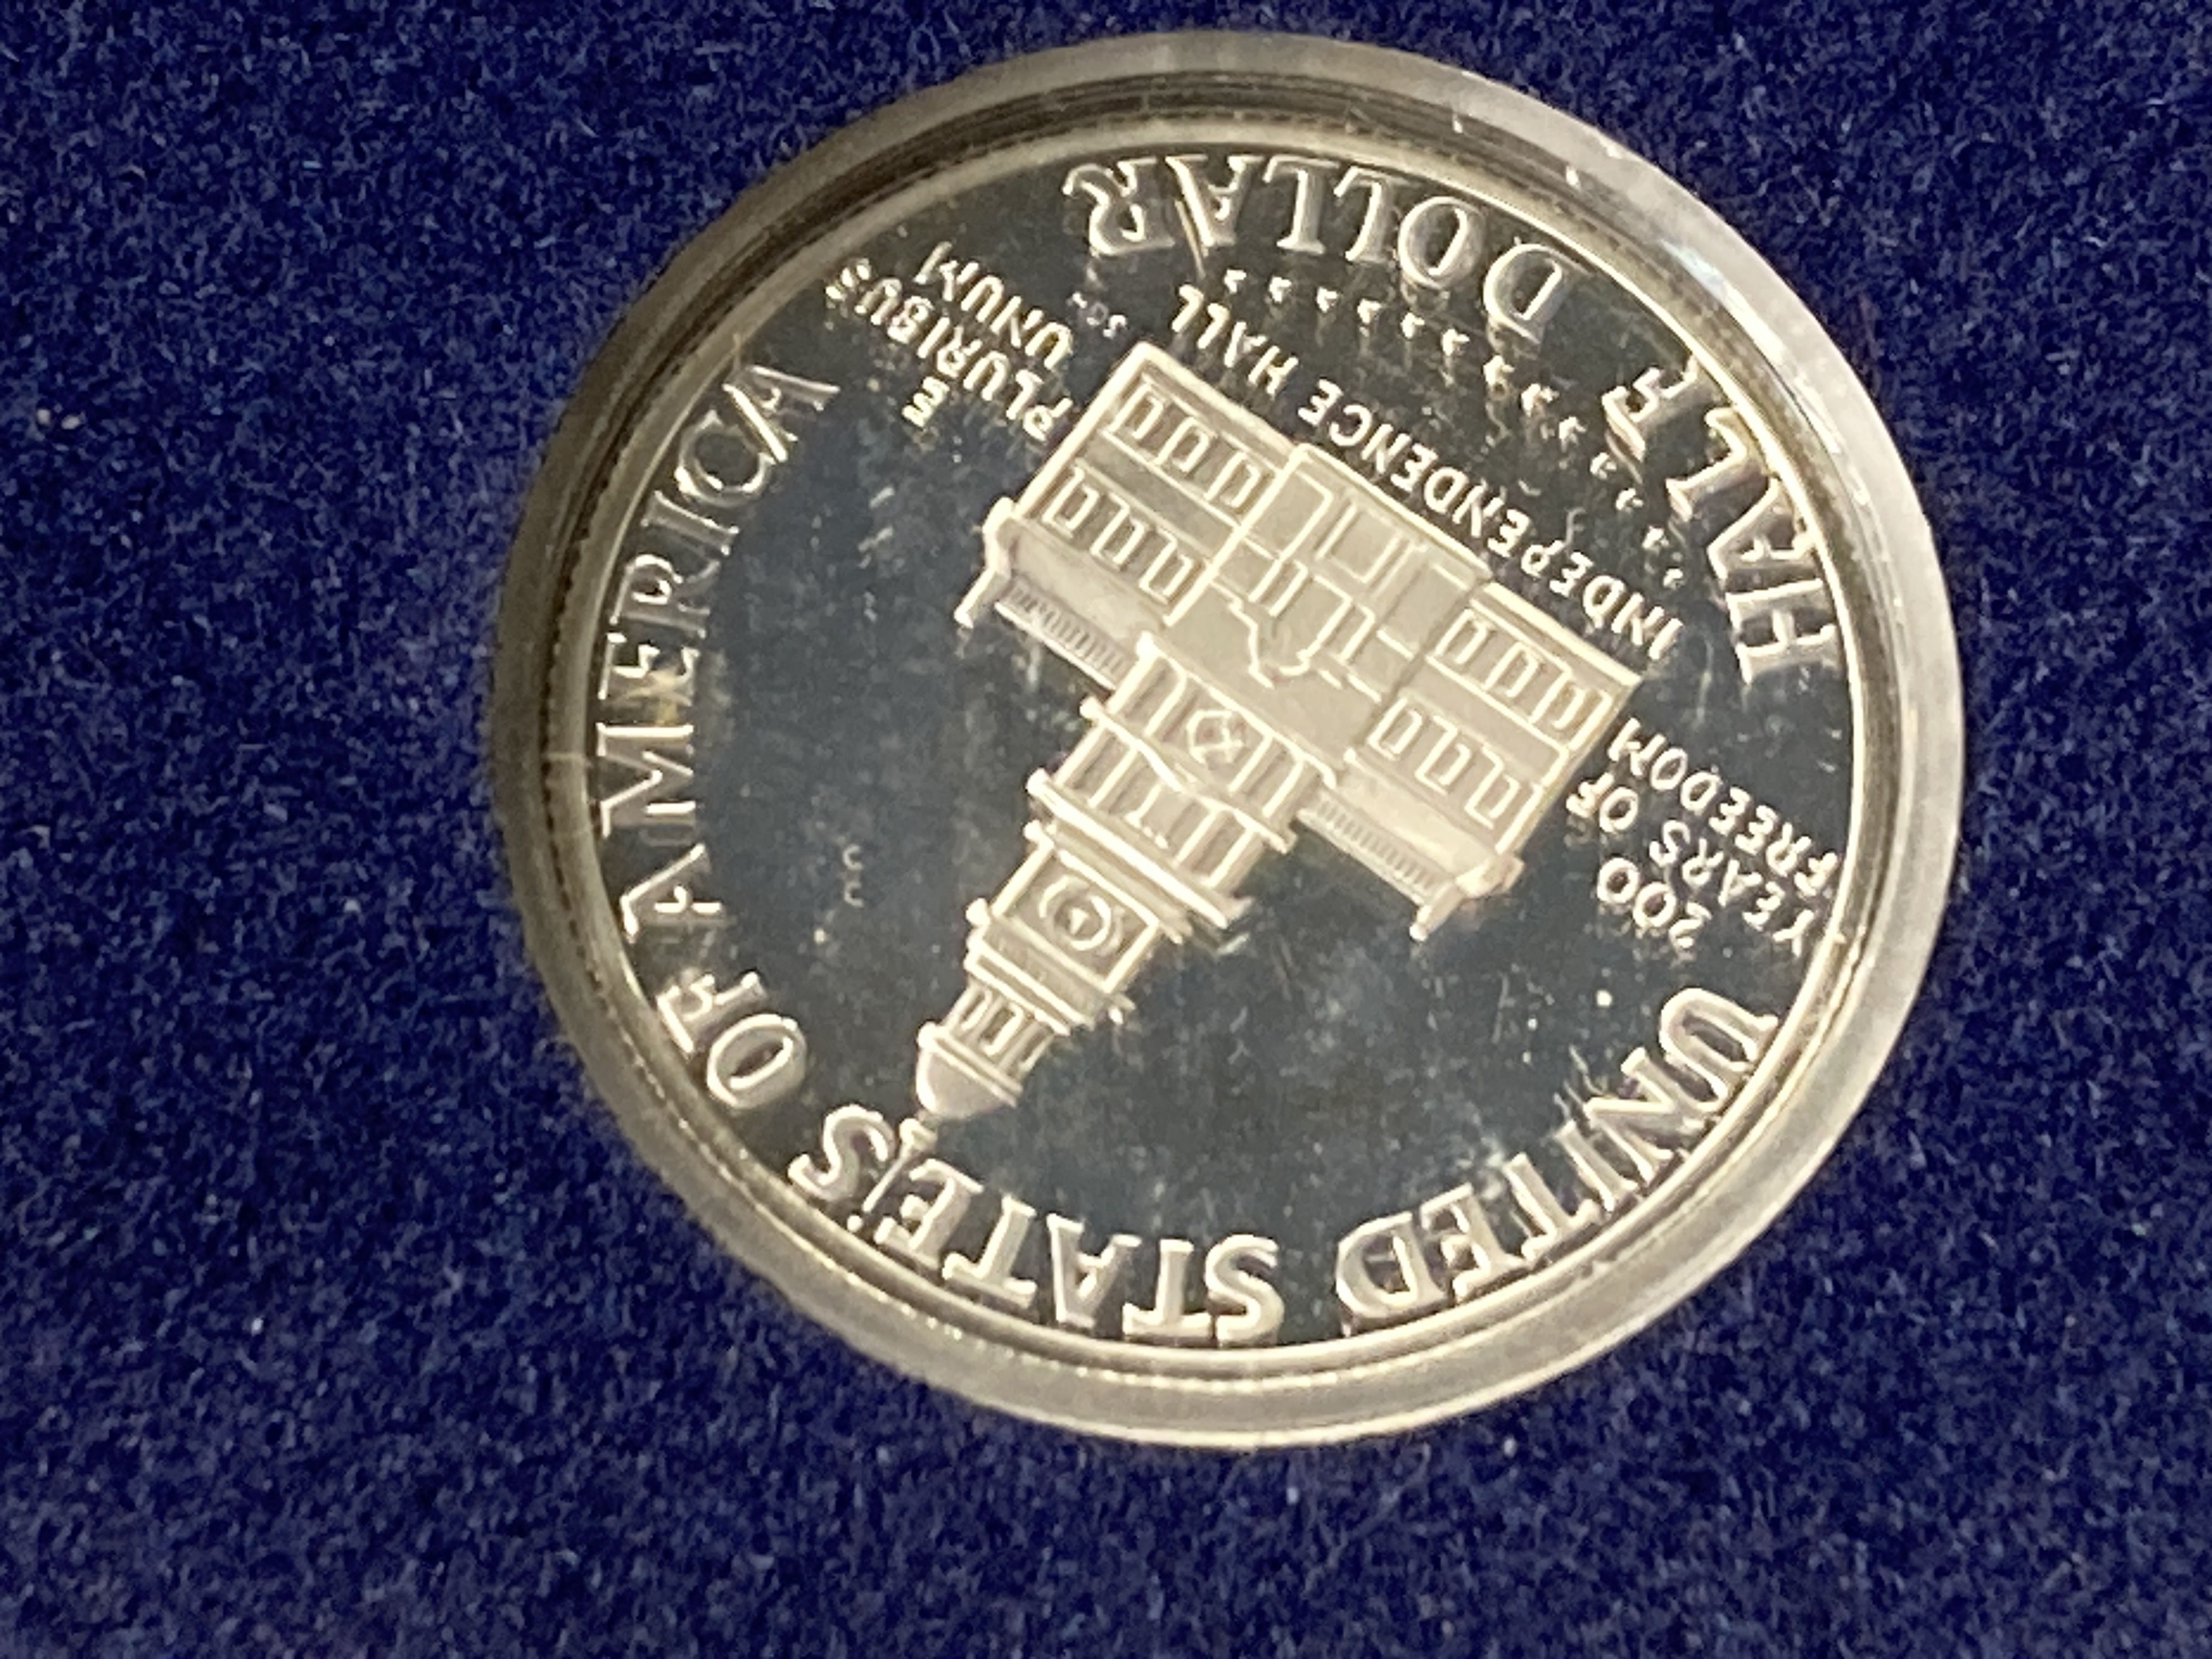 UNITED STATES OF AMERICA
200
YEARS OF
FREEDOM
E
PLURIBUS
UNUM
INDEPENDENCE HALL
HALF DOLLAR